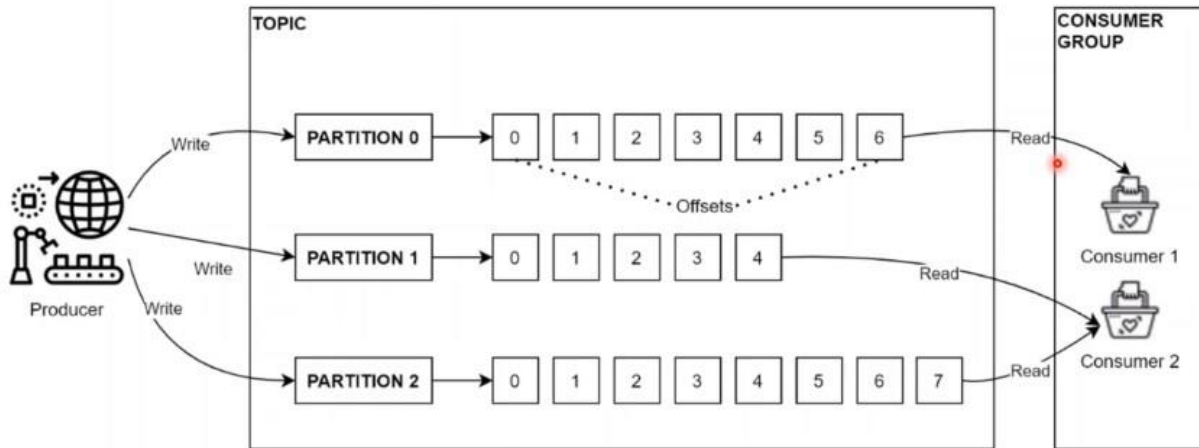 TOPIC
CONSUMER
GROUP
Write
PARTITION 0
0 1 2 3 4 5 6
Read
Offsets
Consumer 1
Producer
Write
PARTITION 1
0 1 2 3 4
Read
Consumer 2
Write
PARTITION 2
0 1 2 3 4 5 6 7
Read